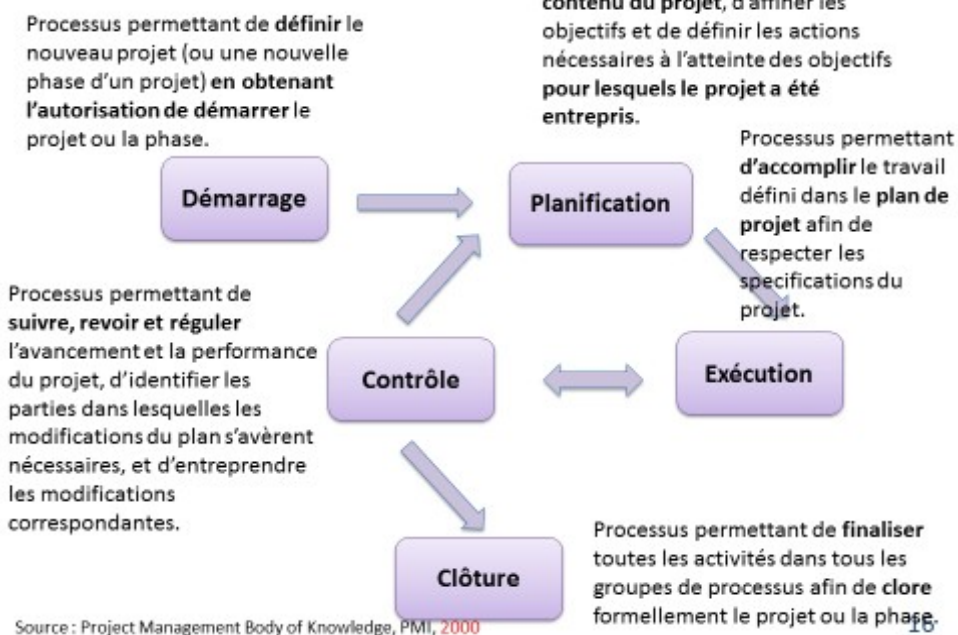 Processus permettant de définir le
nouveau projet (ou une nouvelle
phase d'un projet) en obtenant
l'autorisation de démarrer le
projet ou la phase.
contenu du projet, d'affiner les
objectifs et de définir les actions
nécessaires à l'atteinte des objectifs
pour lesquels le projet a été
entrepris.
Démarrage
Planification
Processus permettant
d'accomplir le travail
défini dans le plan de
projet afin de
respecter les
specifications du
projet.
Processus permettant de
suivre, revoir et réguler
l'avancement et la performance
du projet, d'identifier les
parties dans lesquelles les
modifications du plan s'avèrent
nécessaires, et d'entreprendre
les modifications
correspondantes.
Contrôle
Exécution
Clôture
Processus permettant de finaliser
toutes les activités dans tous les
groupes de processus afin de clore
formellement le projet ou la phase.
Source : Project Management Body of Knowledge, PMI, 2000
16